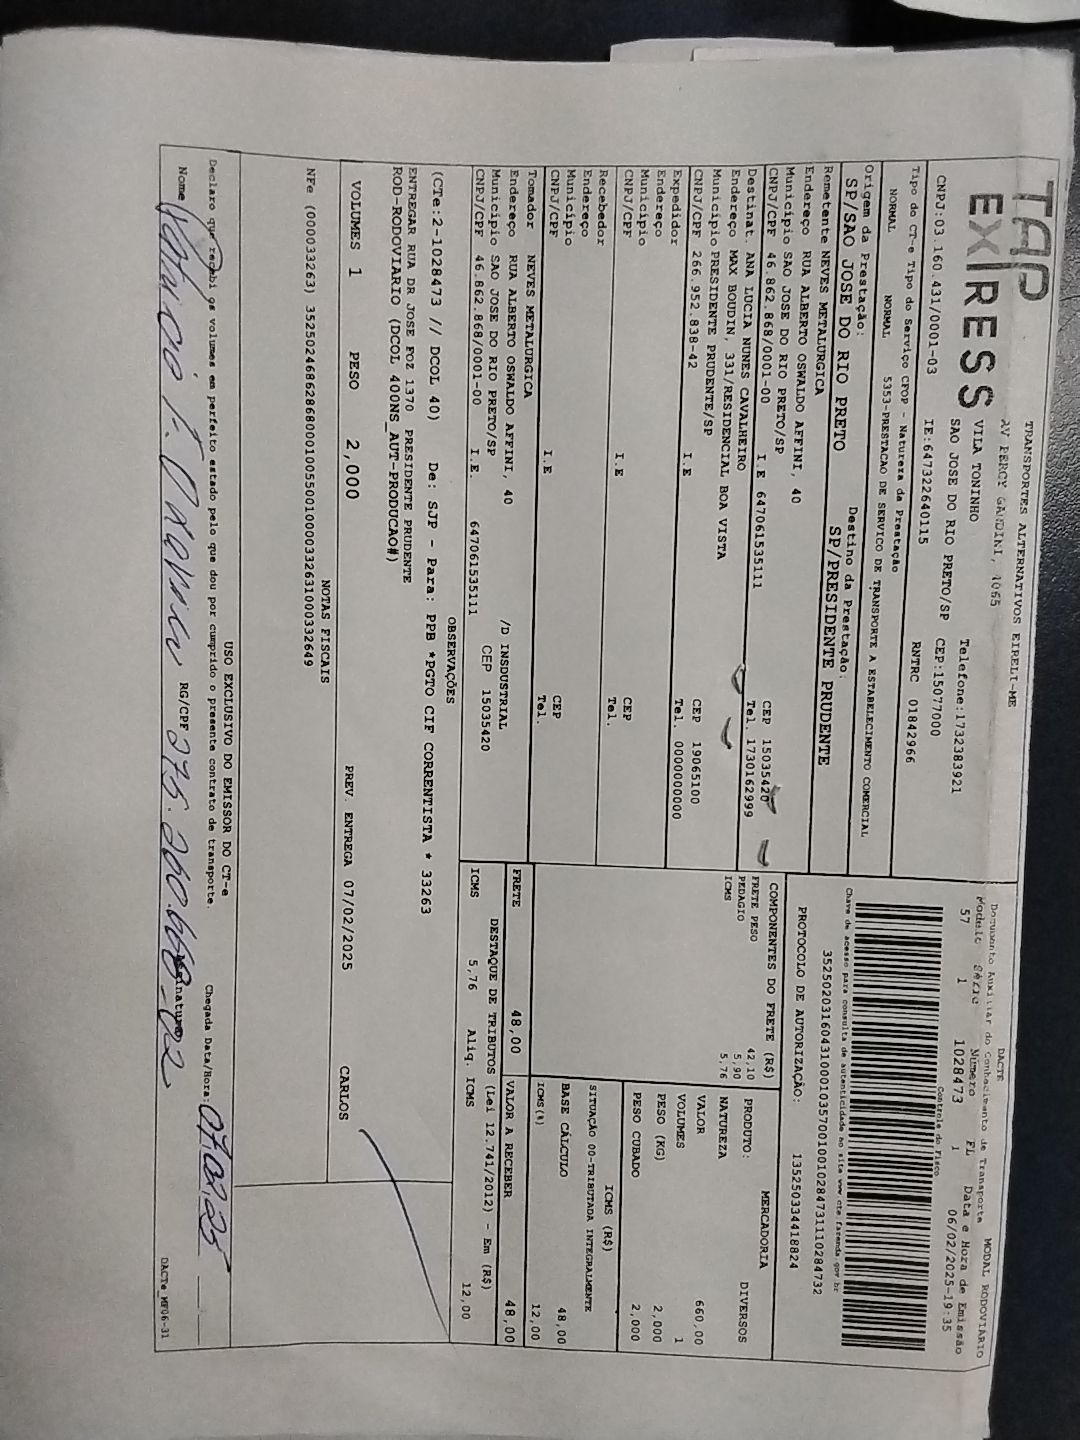 TAP
EX/RESS
TRANSPORTES ALTERNATIVOS EIRELI-ME
AV PERCY GANDINI, 1065
VILA TONINHO
SAO JOSE DO RIO PRETO/SP
Telefone:1732383921
CEP:15077000
CNPJ:03.160.431/0001-03
IE:647322640115
RNTRC 01842966
DACTE
MODAL RODOVIARIO
Documento Auxiliar do Conhecimento de Transporte
Modelo Série Número FL Data e Hora de Emissão
57 1 1028473 1 06/02/2025-19:35
Controle do Fisco
Chave de acesso para consulta de autenticidade no site www.cte.fazenda.gov.br
PROTOCOLO DE AUTORIZAÇÃO: 135250334418824
Tipo do CT-e Tipo do Serviço CFOP - Natureza da Prestação
NORMAL NORMAL 5353-PRESTACAO DE SERVICO DE TRANSPORTE A ESTABELECIMENTO COMERCIAL
Origem da Prestação: Destino da Prestação:
SP/SAO JOSE DO RIO PRETO SP/PRESIDENTE PRUDENTE
Remetente NEVES METALURGICA
Endereço RUA ALBERTO OSWALDO AFFINI, 40
Município SAO JOSE DO RIO PRETO/SP CEP 15035420
CNPJ/CPF 46.862.868/0001-00 I.E 647061535111 Tel. 1730162999
Destinat. ANA LUCIA NUNES CAVALHEIRO
Endereço MAX BOUDIN, 331/RESIDENCIAL BOA VISTA
Município PRESIDENTE PRUDENTE/SP CEP 19065100
CNPJ/CPF 266.952.838-42 I.E Tel. 0000000000
Expedidor
Endereço
Município CEP
CNPJ/CPF I.E Tel.
Recebedor
Endereço
Município CEP
CNPJ/CPF I.E Tel.
Tomador NEVES METALURGICA
Endereço RUA ALBERTO OSWALDO AFFINI, 40 /D INSDUSTRIAL
Município SAO JOSE DO RIO PRETO/SP CEP 15035420
CNPJ/CPF 46.862.868/0001-00 I.E. 647061535111
COMPONENTES DO FRETE (R$)
FRETE PESO 42,10
PEDAGIO 5,90
ICMS 5,76
MERCADORIA
PRODUTO: DIVERSOS
NATUREZA
VALOR 660,00
VOLUMES 1
PESO (KG) 2,000
PESO CUBADO 2,000
ICMS (R$)
SITUAÇÃO 00-TRIBUTADA INTEGRALMENTE
BASE CÁLCULO 48,00
ICMS(%) 12,00
FRETE 48,00 VALOR A RECEBER 48,00
DESTAQUE DE TRIBUTOS (Lei 12.741/2012) - Em (R$)
ICMS 5,76 Aliq. ICMS 12,00
OBSERVAÇÕES
(CTe:2-1028473 // DCOL 40) De: SJP - Para: PPB *PGTO CIF CORRENTISTA * 33263
ENTREGAR RUA DR JOSE FOZ 1370 PRESIDENTE PRUDENTE
ROD-RODOVIARIO (DCOL 400NS_AUT-PRODUCAO#)
VOLUMES 1 PESO 2,000 PREV. ENTREGA 07/02/2025 CARLOS
NOTAS FISCAIS
NFe (000033263)
USO EXCLUSIVO DO EMISSOR DO CT-e
Declaro que recebi os volumes em perfeito estado pelo que dou por cumprido o presente contrato de transporte.
Chegada Data/Hora: 07.02.25
Nome RG/CPF Assinatura
DACTe_MF06-31